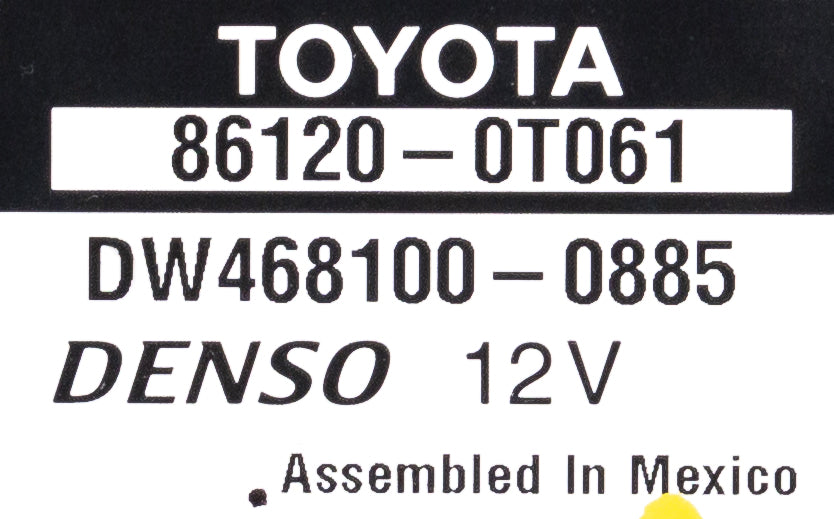 TOYOTA
86120-0T061
DW468100-0885
DENSO 12V
Assembled In Mexico